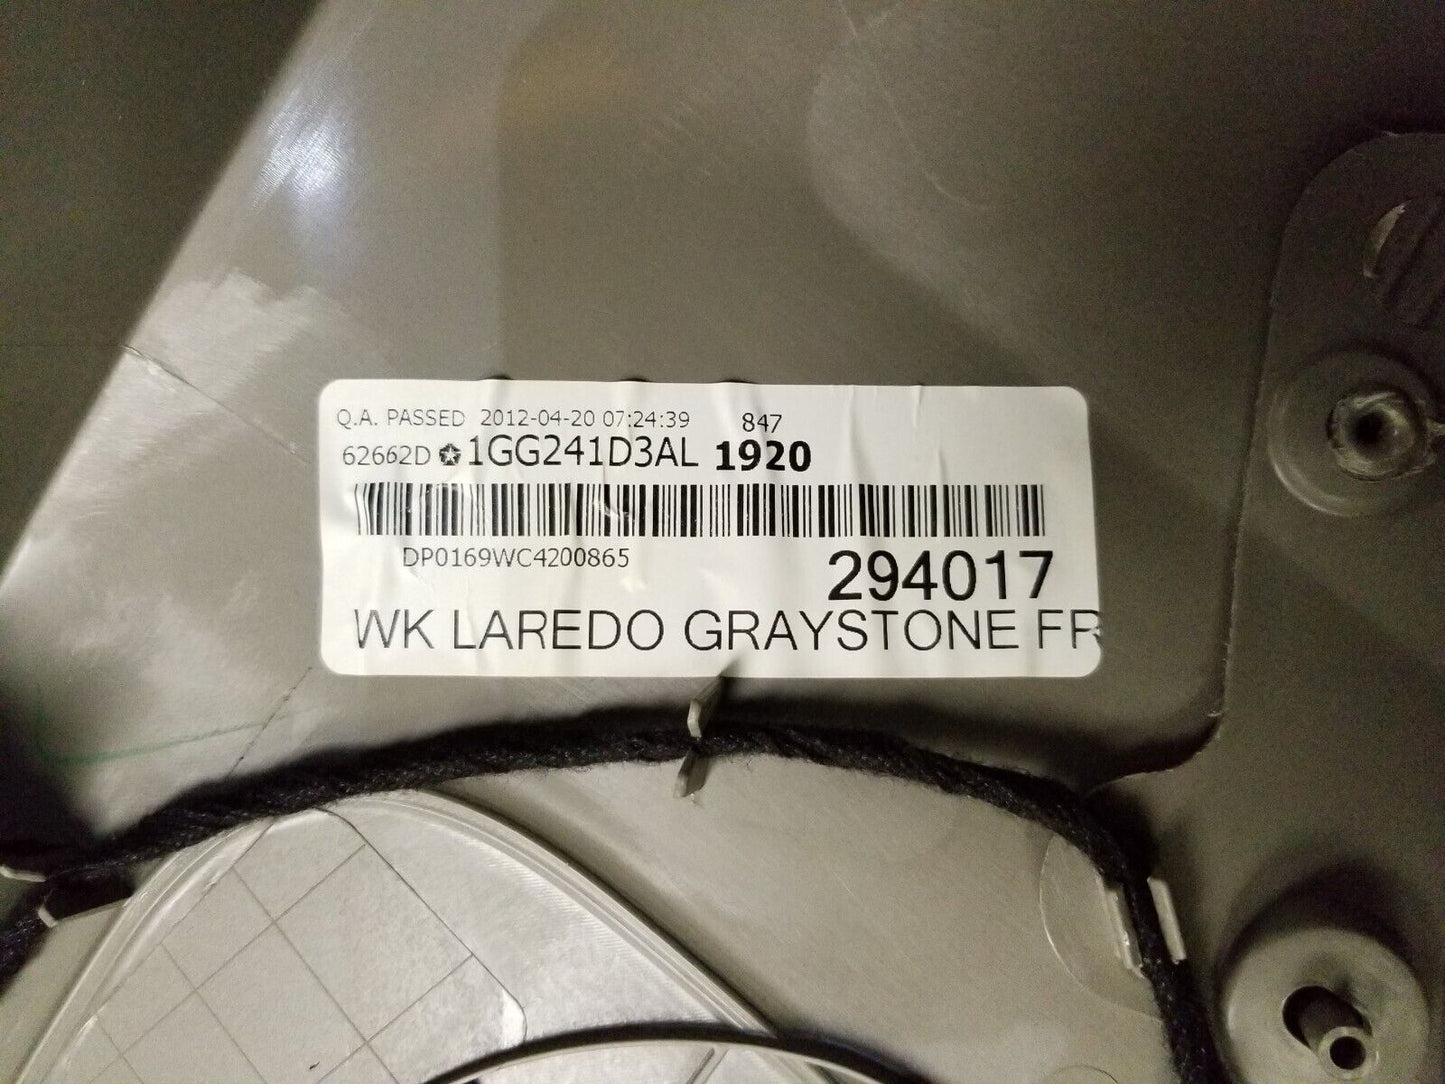 Q.A. PASSED 2012-04-20 07:24:39 847
62662D 1GG241D3AL 1920
DP0169WC4200865
294017
WK LAREDO GRAYSTONE FR